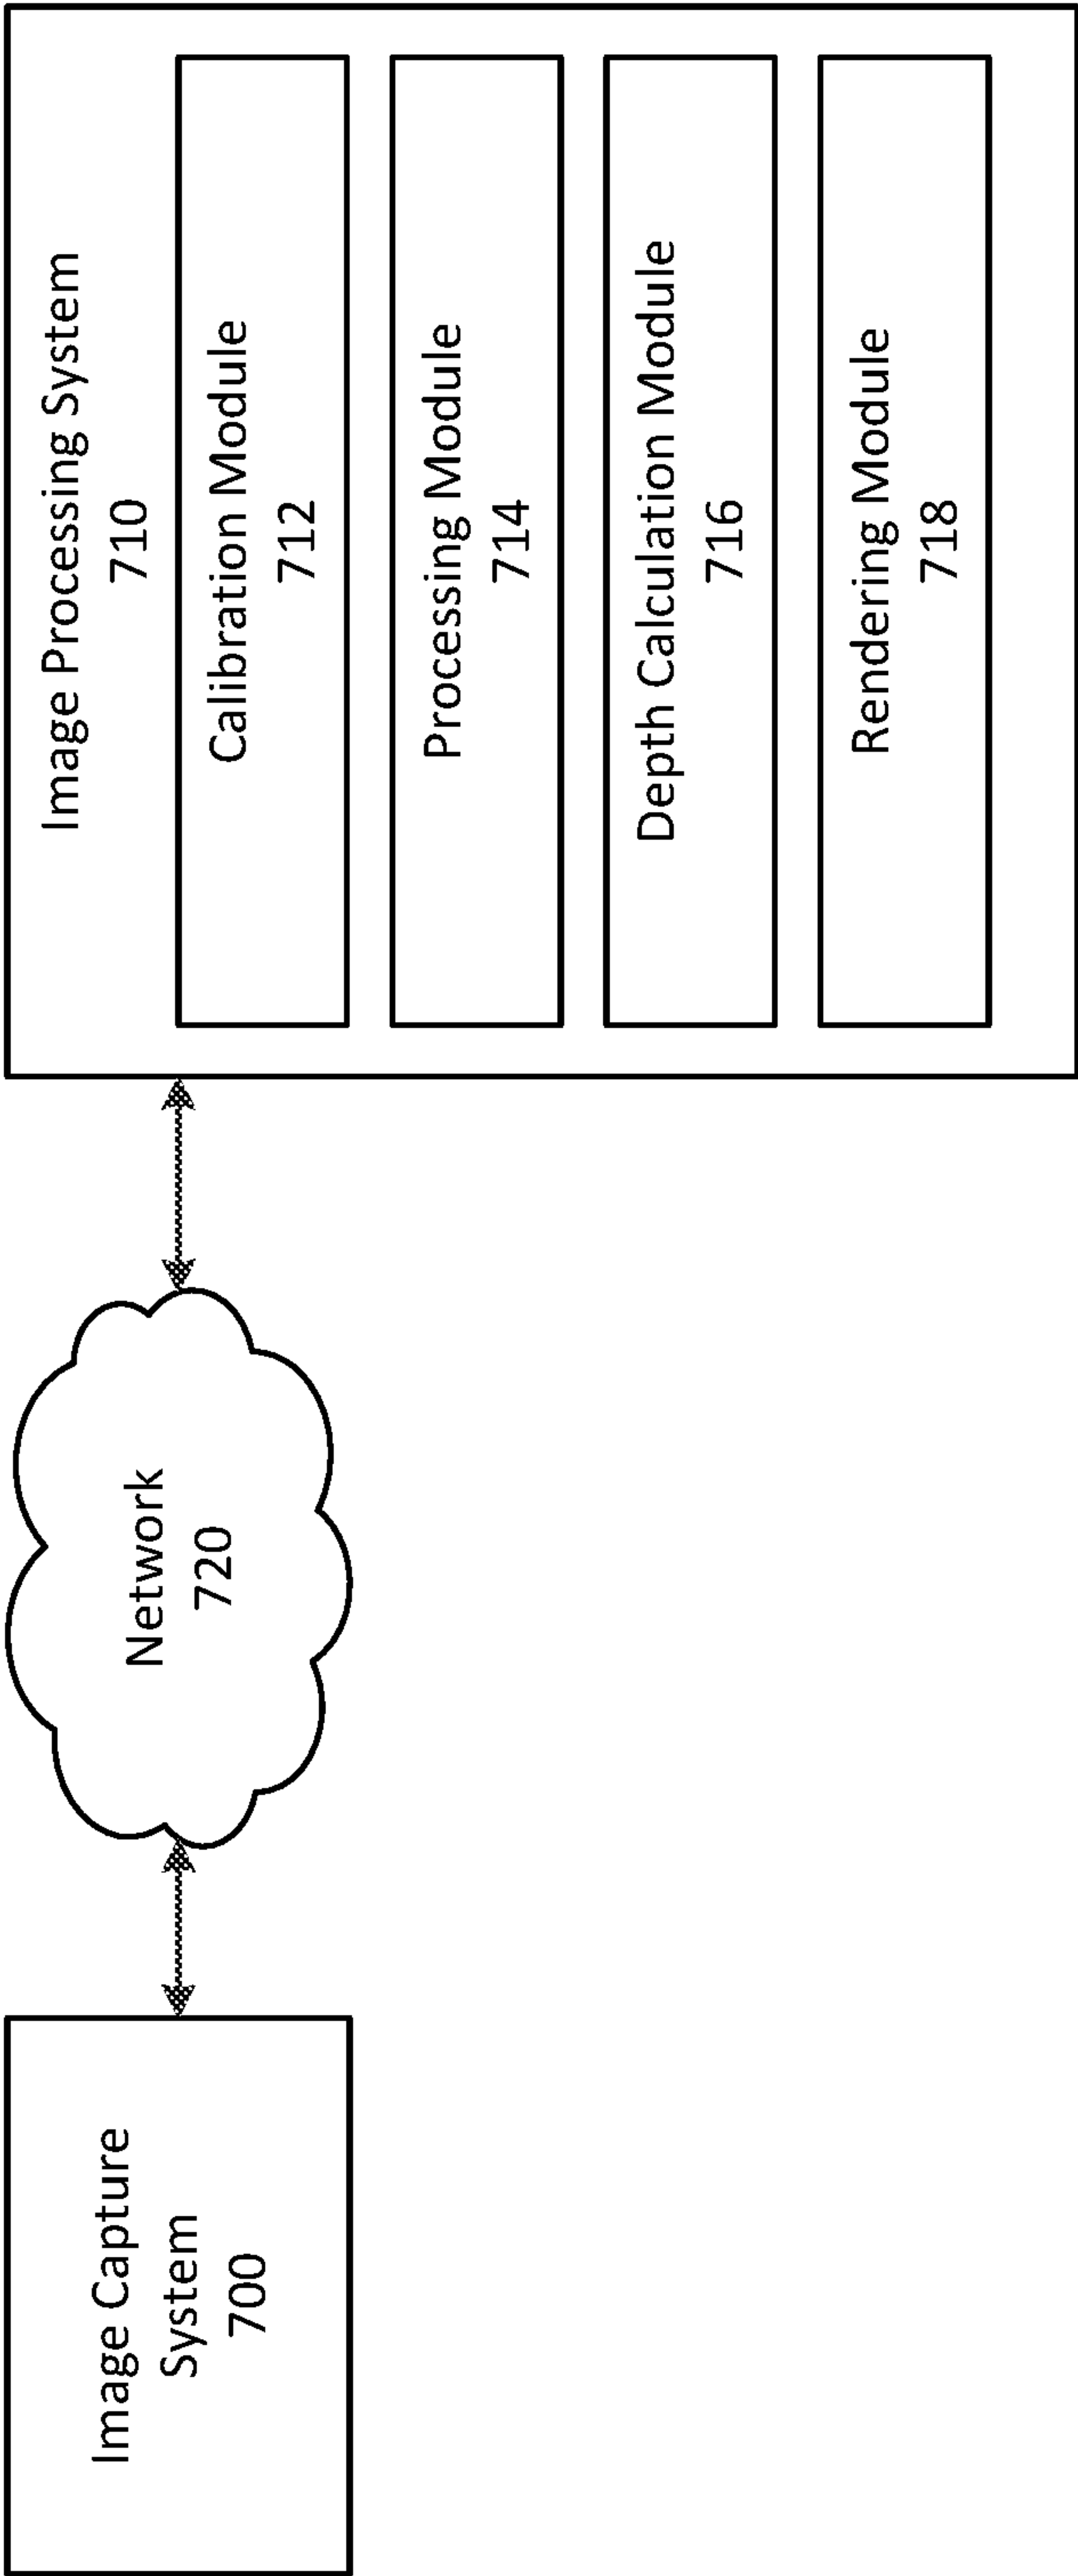 Image Capture
System
700
Network
720
Image Processing System
710
Calibration Module
712
Processing Module
714
Depth Calculation Module
716
Rendering Module
718